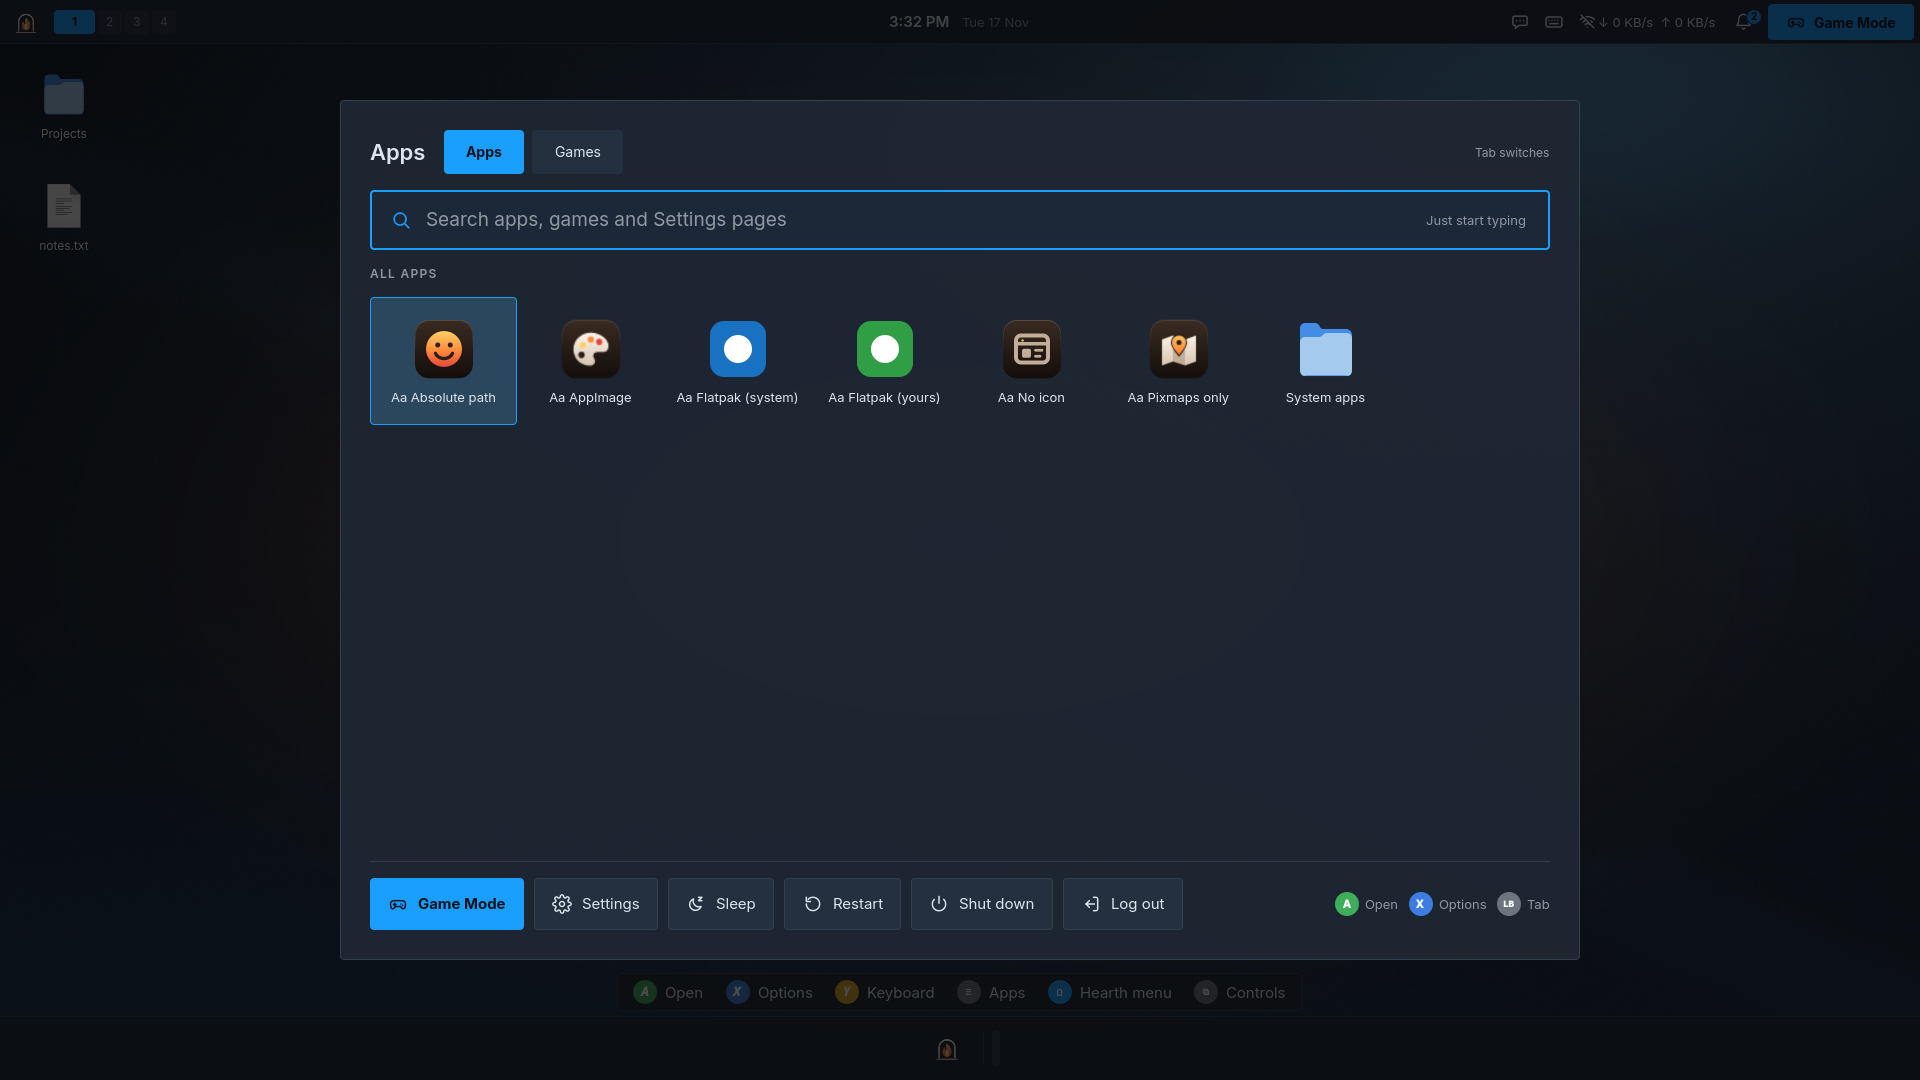 1 2 3 4
3:32 PM Tue 17 Nov
0 KB/s 0 KB/s
2
Game Mode
Projects
notes.txt
Apps
Apps
Games
Tab switches
Search apps, games and Settings pages
Just start typing
ALL APPS
Aa Absolute path
Aa AppImage
Aa Flatpak (system)
Aa Flatpak (yours)
Aa No icon
Aa Pixmaps only
System apps
Game Mode
Settings
Sleep
Restart
Shut down
Log out
A Open
X Options
LB Tab
A Open
X Options
Y Keyboard
Apps
Hearth menu
Controls